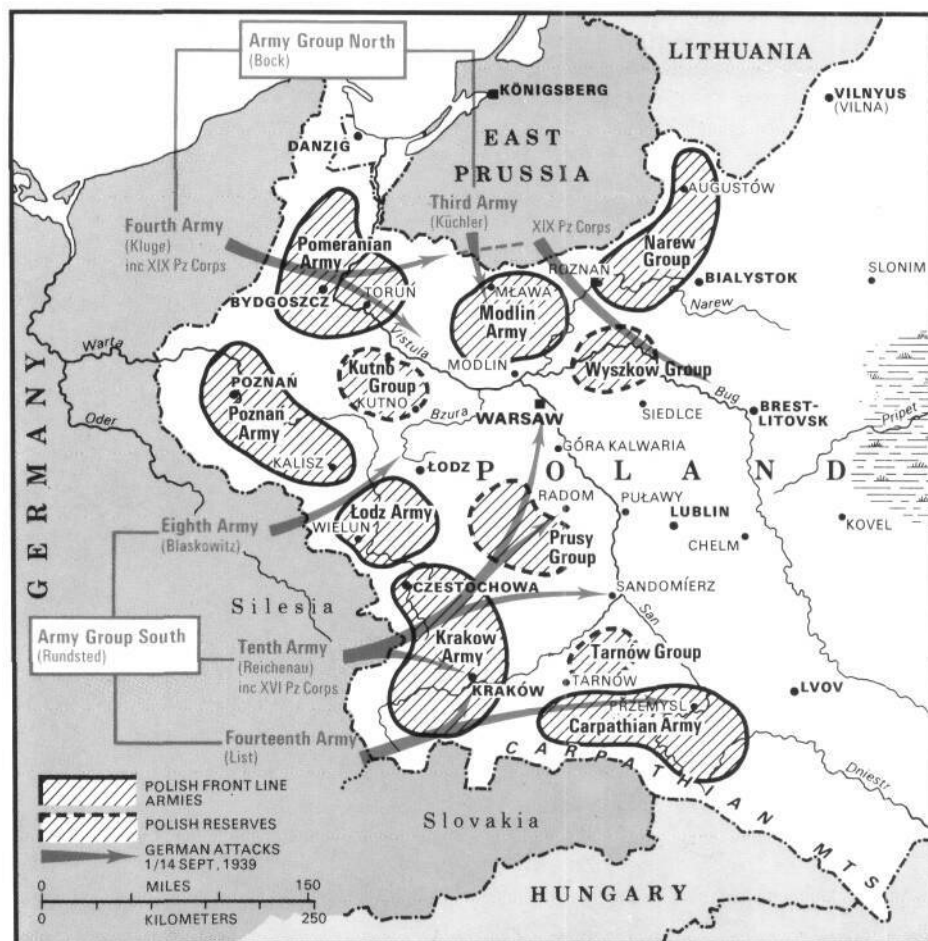 Army Group North
(Bock)
LITHUANIA
VILNYUS
(VILNA)
KÖNIGSBERG
DANZIG
EAST
PRUSSIA
AUGUSTÓW
Fourth Army
(Kluge)
inc XIX Pz Corps
Third Army
(Küchler)
XIX Pz Corps
Pomeranian
Army
Narew
Group
ROZNAŃ
BIALYSTOK
SLONIM
BYDGOSZCZ
TORUŃ
MŁAWA
Modlin
Army
Narew
Warta
Vistula
Kutno
Group
KUTNO
MODLIN
Wyszkow Group
Bug
POZNAŃ
Poznań
Army
Bzura
WARSAW
SIEDLCE
BREST-
LITOVSK
Pripet
Oder
GÓRA KALWARIA
KALISZ
ŁODZ
POLAND
GERMANY
Eighth Army
(Blaskowitz)
WIELUN
Łodz Army
RADOM
PUŁAWY
LUBLIN
KOVEL
Prusy
Group
CHELM
CZESTOCHOWA
SANDOMÍERZ
Silesia
San
Army Group South
(Rundsted)
Tenth Army
(Reichenau)
inc XVI Pz Corps
Krakow
Army
KRAKÓW
Tarnów Group
TARNÓW
LVOV
PRZEMYSL
Carpathian Army
Fourteenth Army
(List)
CARPATHIAN MTS
Dniestr
POLISH FRONT LINE
ARMIES
POLISH RESERVES
GERMAN ATTACKS
1/14 SEPT. 1939
Slovakia
HUNGARY
0 MILES 150
0 KILOMETERS 250